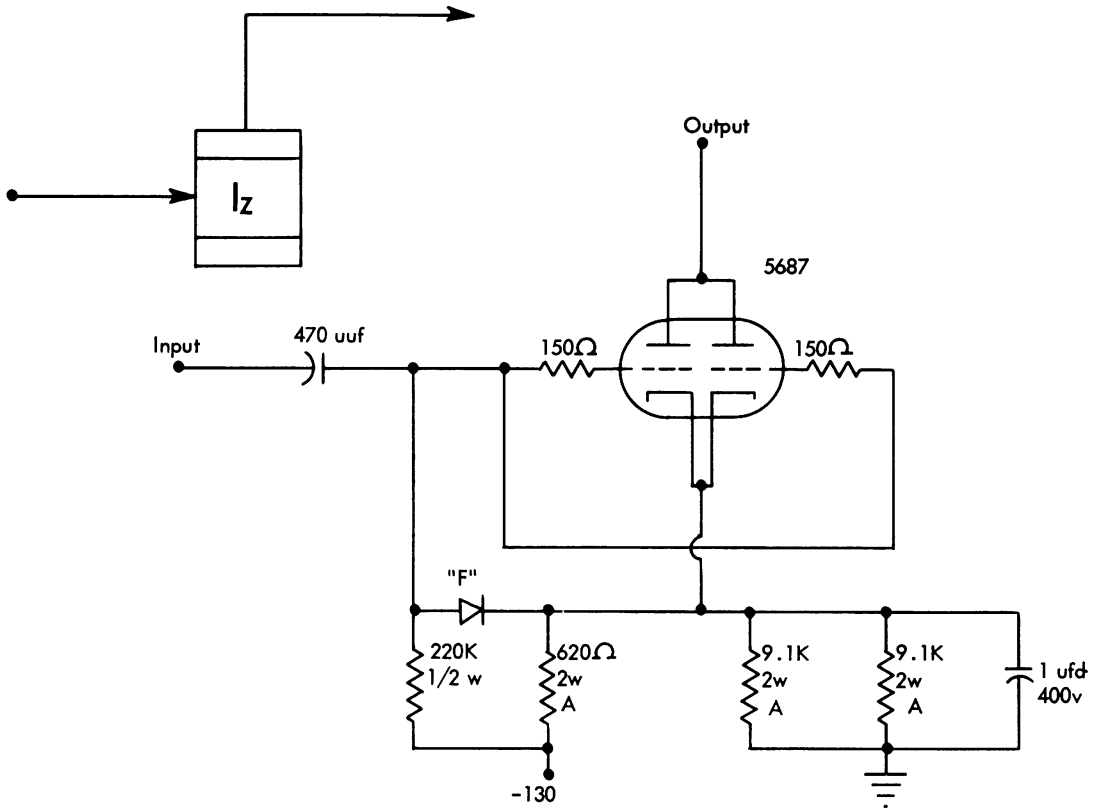 Iz
Output
5687
470 uuf
Input
150Ω
150Ω
"F"
220K
1/2 w
620Ω
2w
A
9.1K
2w
A
9.1K
2w
A
1 ufd
400v
-130